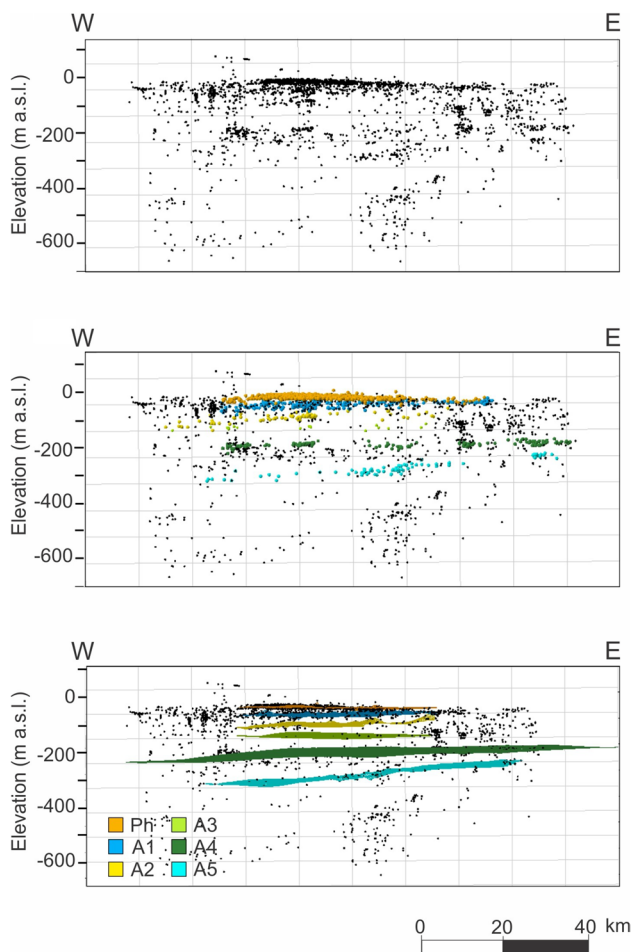 W E
0
-200
-400
-600
Elevation (m a.s.l.)
W E
0
-200
-400
-600
Elevation (m a.s.l.)
W E
0
-200
-400
-600
Elevation (m a.s.l.)
Ph A3
A1 A4
A2 A5
0 20 40 km